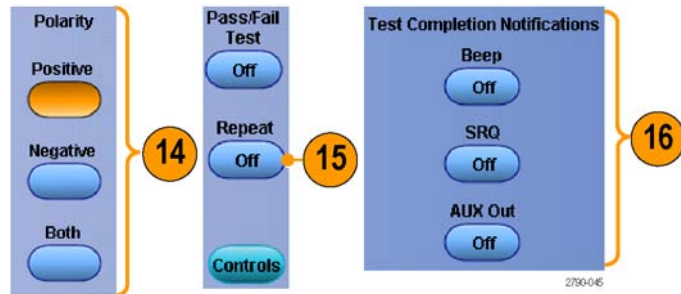 Polarity
Positive
Negative
Both
14
Pass/Fail
Test
Off
Repeat
Off
15
Controls
Test Completion Notifications
Beep
Off
SRQ
Off
AUX Out
Off
16
2790-045